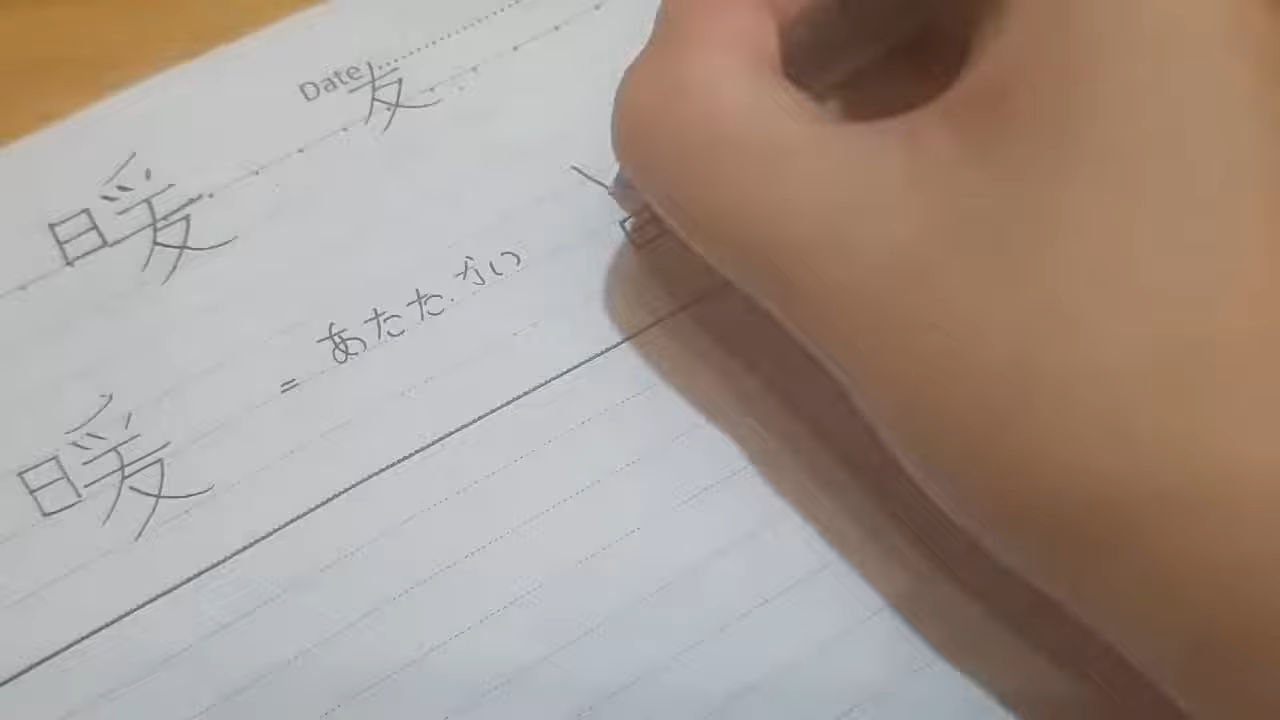 Date
友
暖
= あたた.かい
暖